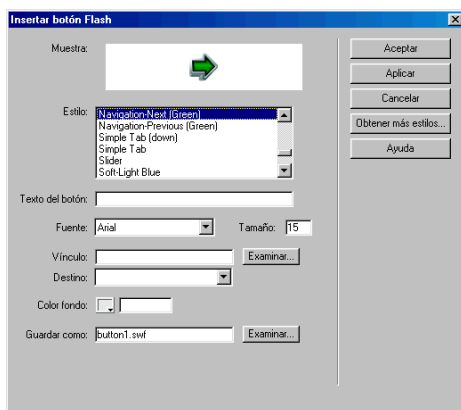 Insertar botón Flash
Muestra:
Estilo:
Navigation-Next (Green)
Navigation-Previous (Green)
Simple Tab (down)
Simple Tab
Slider
Soft-Light Blue
Texto del botón:
Fuente: Arial Tamaño: 15
Vínculo: Examinar...
Destino:
Color fondo:
Guardar como: button1.swf Examinar...
Aceptar
Aplicar
Cancelar
Obtener más estilos...
Ayuda